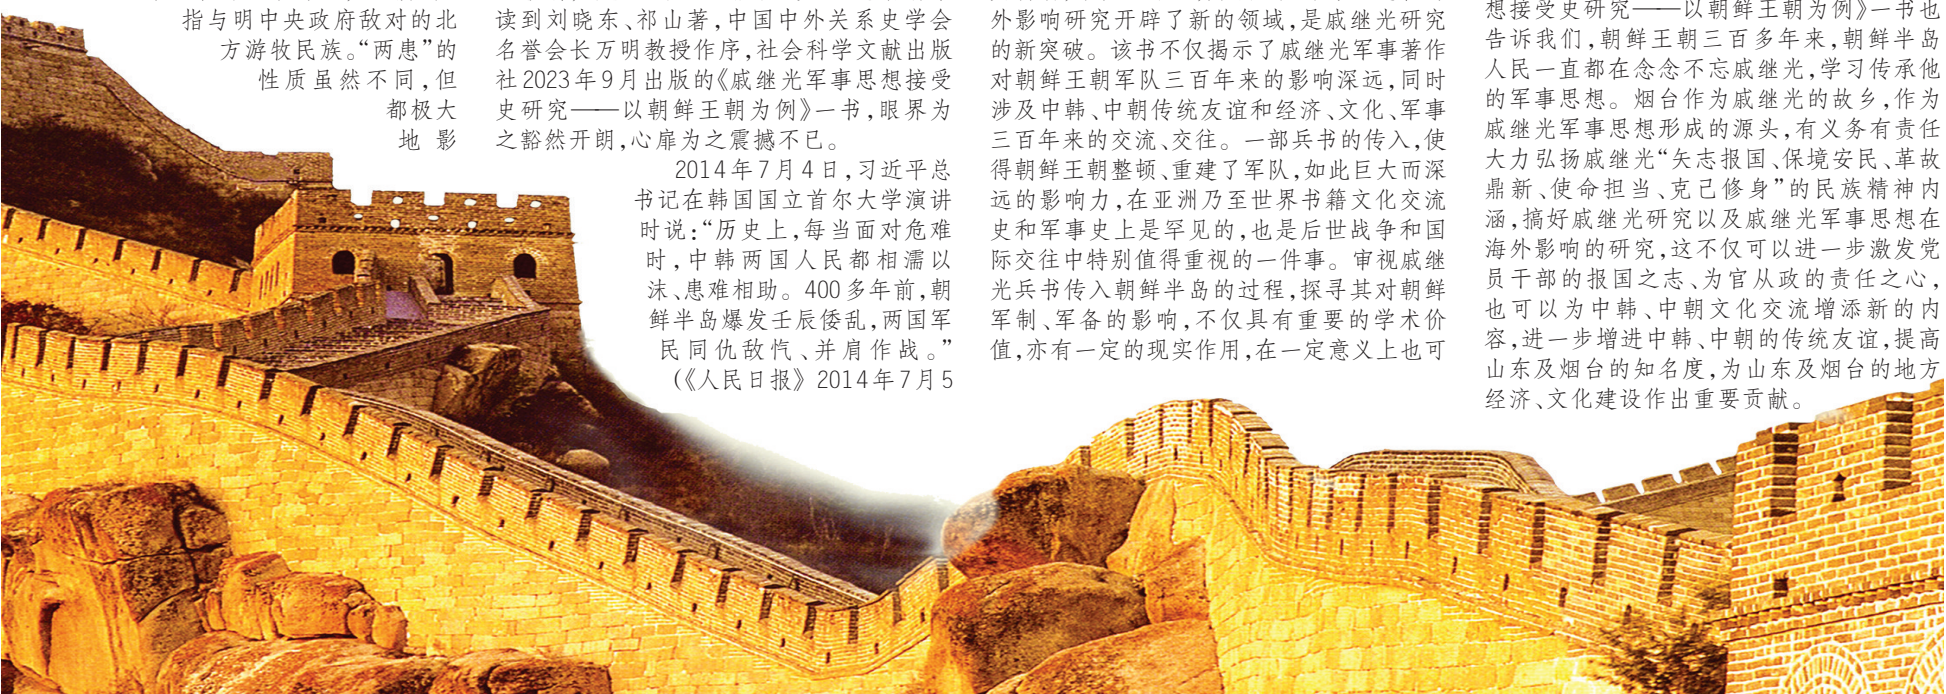 指与明中央政府敌对的北
方游牧民族。“两患”的
性质虽然不同,但
都极大
地影
读到刘晓东、祁山著,中国中外关系史学会
名誉会长万明教授作序,社会科学文献出版
社2023年9月出版的《戚继光军事思想接受
史研究——以朝鲜王朝为例》一书,眼界为
之豁然开朗,心扉为之震撼不已。
2014年7月4日,习近平总
书记在韩国国立首尔大学演讲
时说:“历史上,每当面对危难
时,中韩两国人民都相濡以
沫、患难相助。400多年前,朝
鲜半岛爆发壬辰倭乱,两国军
民同仇敌忾、并肩作战。”
(《人民日报》2014年7月5
外影响研究开辟了新的领域,是戚继光研究
的新突破。该书不仅揭示了戚继光军事著作
对朝鲜王朝军队三百年来的影响深远,同时
涉及中韩、中朝传统友谊和经济、文化、军事
三百年来的交流、交往。一部兵书的传入,使
得朝鲜王朝整顿、重建了军队,如此巨大而深
远的影响力,在亚洲乃至世界书籍文化交流
史和军事史上是罕见的,也是后世战争和国
际交往中特别值得重视的一件事。审视戚继
光兵书传入朝鲜半岛的过程,探寻其对朝鲜
军制、军备的影响,不仅具有重要的学术价
值,亦有一定的现实作用,在一定意义上也可
想接受史研究——以朝鲜王朝为例》一书也
告诉我们,朝鲜王朝三百多年来,朝鲜半岛
人民一直都在念念不忘戚继光,学习传承他
的军事思想。烟台作为戚继光的故乡,作为
戚继光军事思想形成的源头,有义务有责任
大力弘扬戚继光“矢志报国、保境安民、革故
鼎新、使命担当、克己修身”的民族精神内
涵,搞好戚继光研究以及戚继光军事思想在
海外影响的研究,这不仅可以进一步激发党
员干部的报国之志、为官从政的责任之心,
也可以为中韩、中朝文化交流增添新的内
容,进一步增进中韩、中朝的传统友谊,提高
山东及烟台的知名度,为山东及烟台的地方
经济、文化建设作出重要贡献。